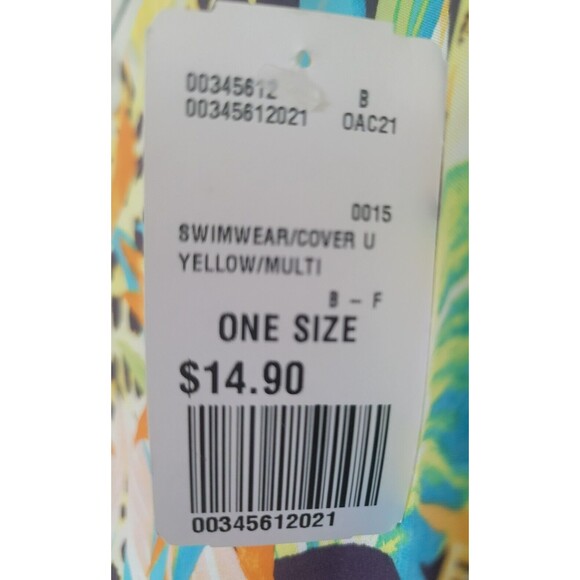 00345612 B
00345612021 OAC21
0015
SWIMWEAR/COVER U
YELLOW/MULTI
B - F
ONE SIZE
$14.90
00345612021